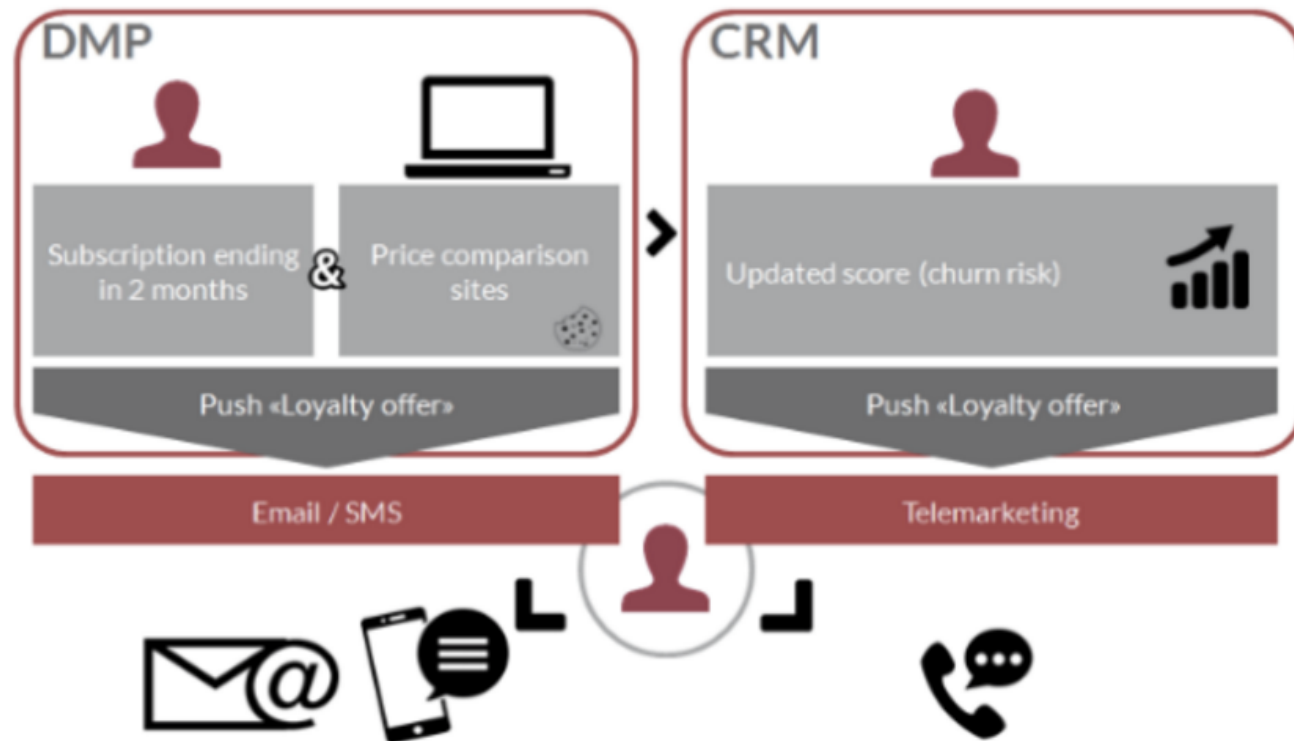 DMP
CRM
Subscription ending
in 2 months
&
Price comparison
sites
Updated score (churn risk)
Push «Loyalty offer»
Push «Loyalty offer»
Email / SMS
Telemarketing
@